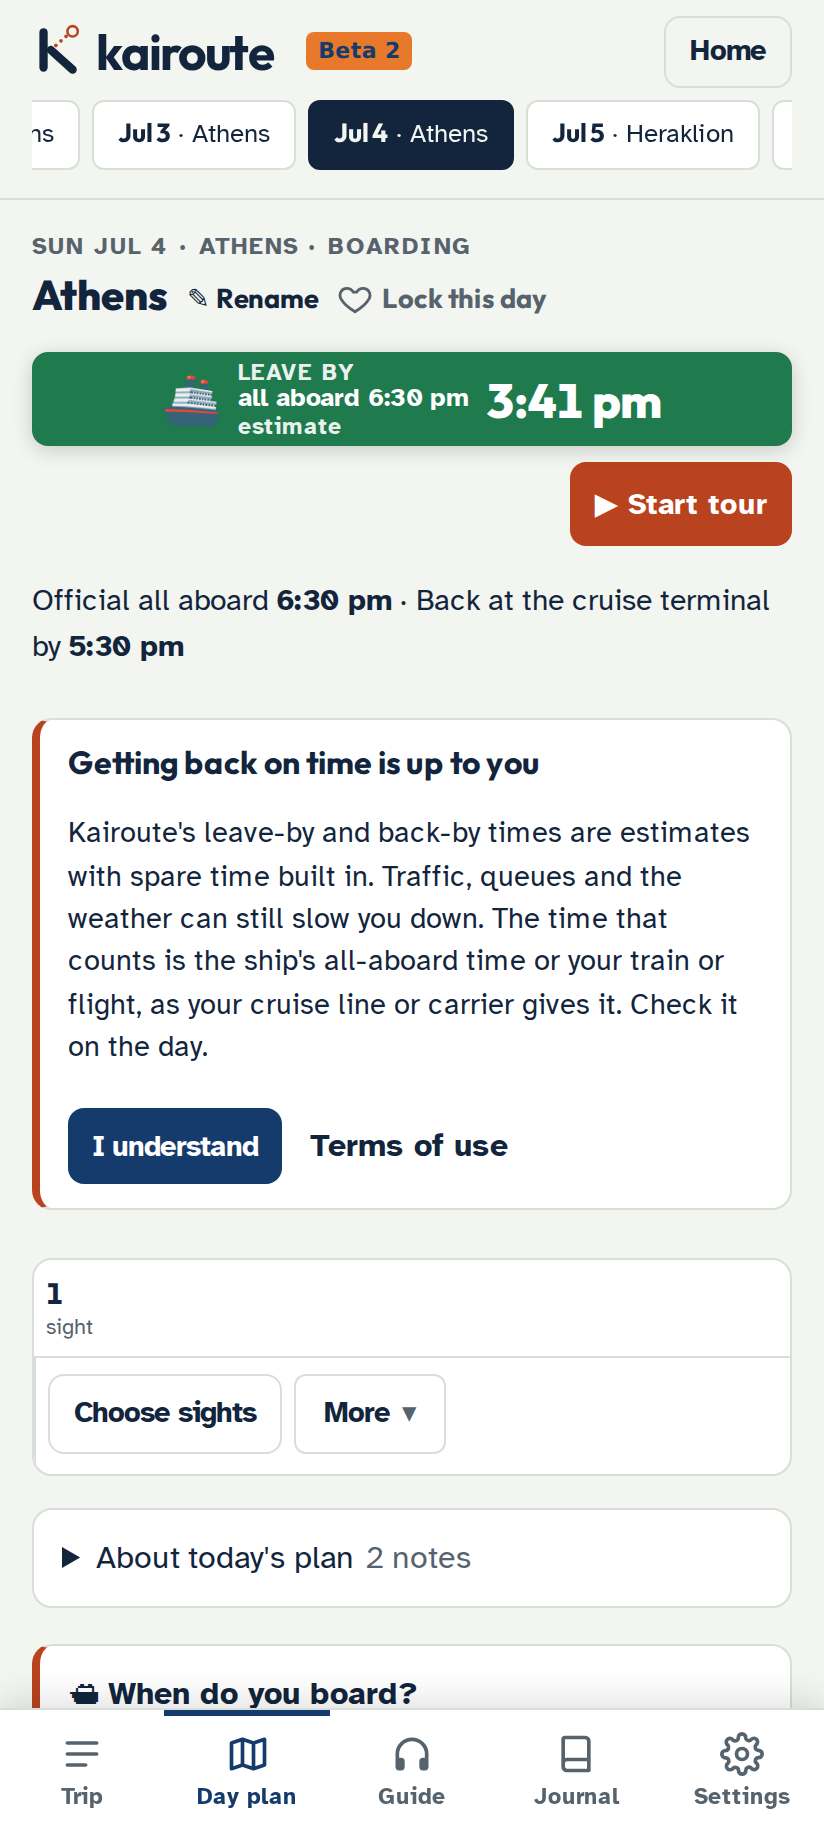 kairoute Beta 2 Home
ns Jul 3 · Athens Jul 4 · Athens Jul 5 · Heraklion
SUN JUL 4 · ATHENS · BOARDING
Athens ✎ Rename Lock this day
LEAVE BY
all aboard 6:30 pm 3:41 pm
estimate
▶ Start tour
Official all aboard 6:30 pm · Back at the cruise terminal
by 5:30 pm
Getting back on time is up to you
Kairoute's leave-by and back-by times are estimates
with spare time built in. Traffic, queues and the
weather can still slow you down. The time that
counts is the ship's all-aboard time or your train or
flight, as your cruise line or carrier gives it. Check it
on the day.
I understand Terms of use
1
sight
Choose sights More ▼
▶ About today's plan 2 notes
When do you board?
Trip Day plan Guide Journal Settings